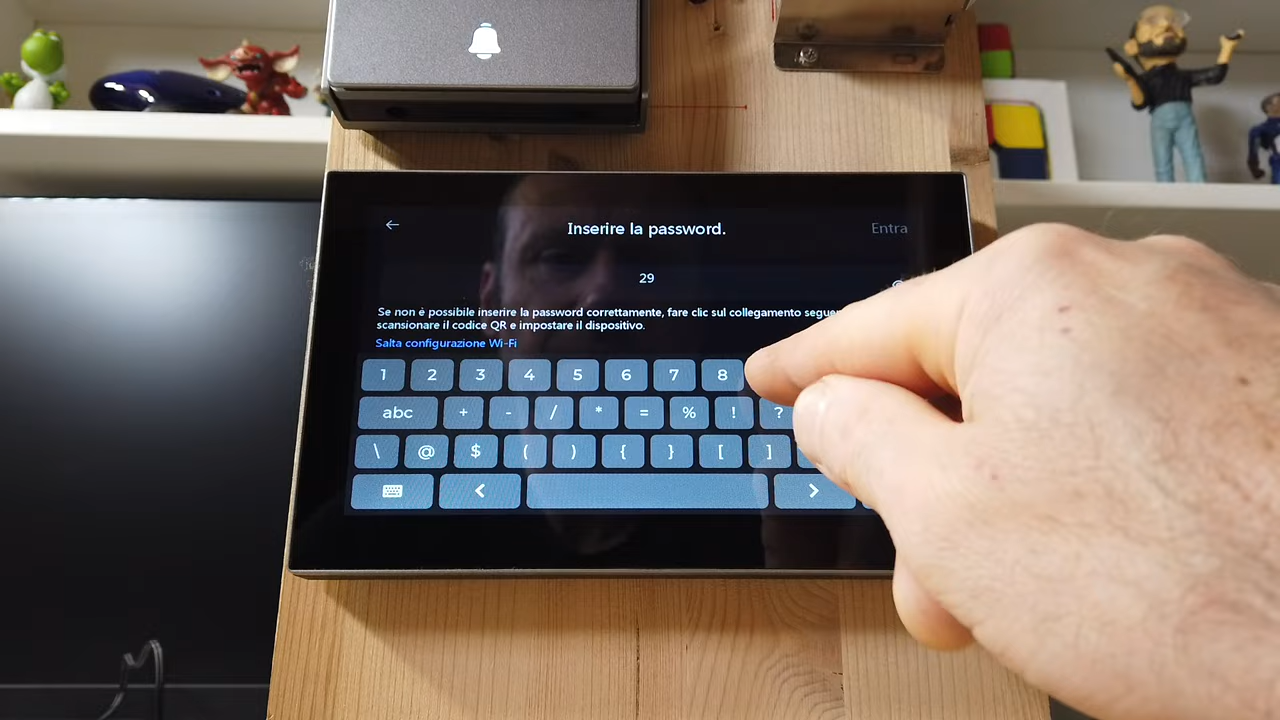 ←
Inserire la password.
Entra
29
Se non è possibile inserire la password correttamente, fare clic sul collegamento
scansionare il codice QR e impostare il dispositivo.
Salta configurazione Wi-Fi
1 2 3 4 5 6 7 8
abc + - / * = % ! ?
\ @ $ ( ) { } [ ]
< >